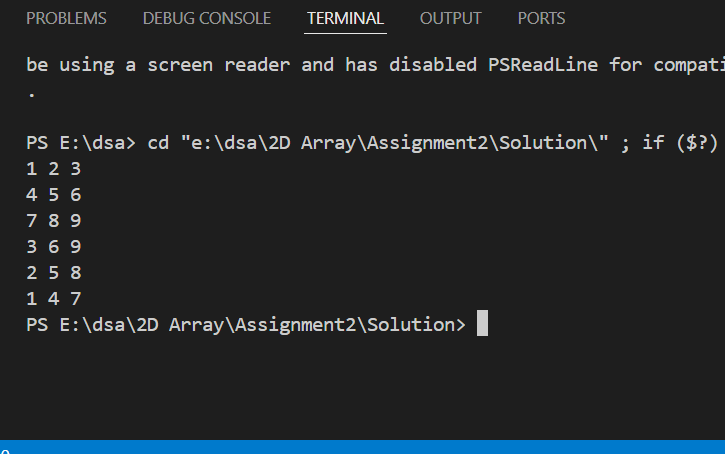 PROBLEMS DEBUG CONSOLE TERMINAL OUTPUT PORTS
be using a screen reader and has disabled PSReadLine for compati
.
PS E:\dsa> cd "e:\dsa\2D Array\Assignment2\Solution\" ; if ($?)
1 2 3
4 5 6
7 8 9
3 6 9
2 5 8
1 4 7
PS E:\dsa\2D Array\Assignment2\Solution>